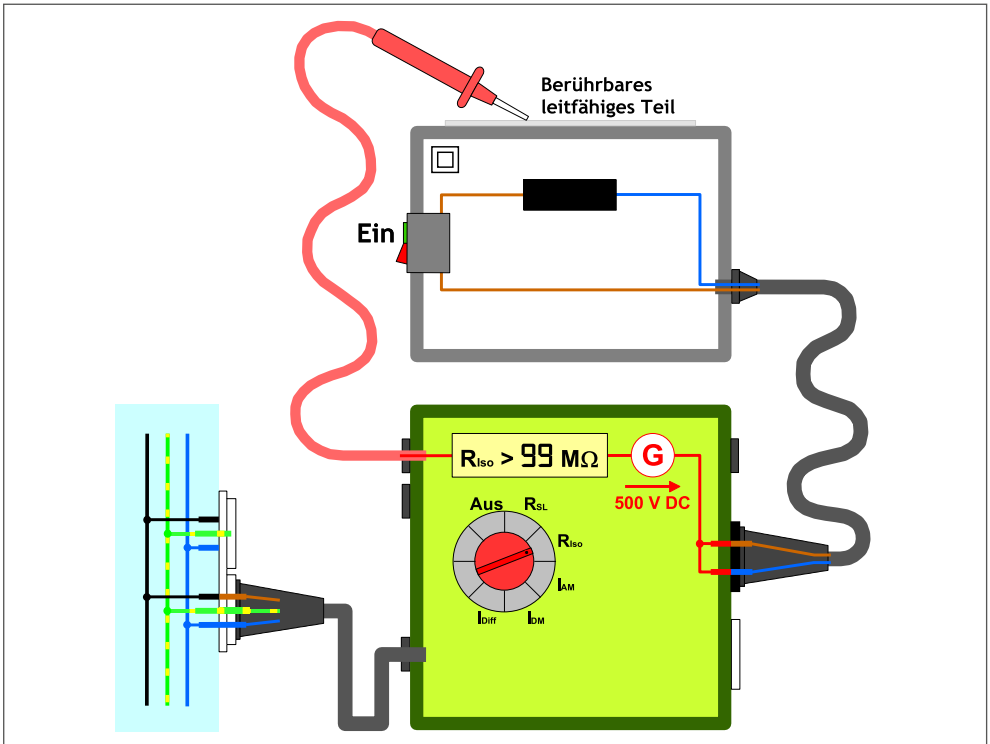 Berührbares
leitfähiges Teil
Ein
RIso > 99 MΩ
G
500 V DC
Aus
RSL
RIso
IAM
IDM
IDiff